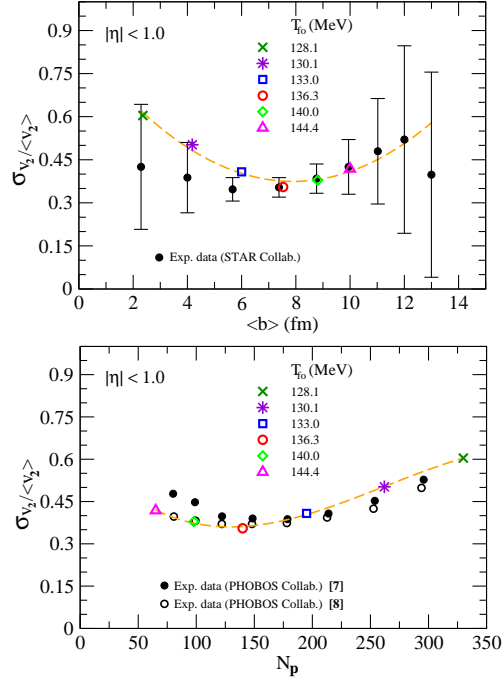 |η| < 1.0
T_fo (MeV)
128.1
130.1
133.0
136.3
140.0
144.4
0.9
0.75
0.6
0.45
0.3
0.15
0
σ_v₂/<v₂>
Exp. data (STAR Collab.)
0 2 4 6 8 10 12 14
<b> (fm)
|η| < 1.0
T_fo (MeV)
128.1
130.1
133.0
136.3
140.0
144.4
0.9
0.75
0.6
0.45
0.3
0.15
0
σ_v₂/<v₂>
Exp. data (PHOBOS Collab.) [7]
Exp. data (PHOBOS Collab.) [8]
0 50 100 150 200 250 300 350
N_p